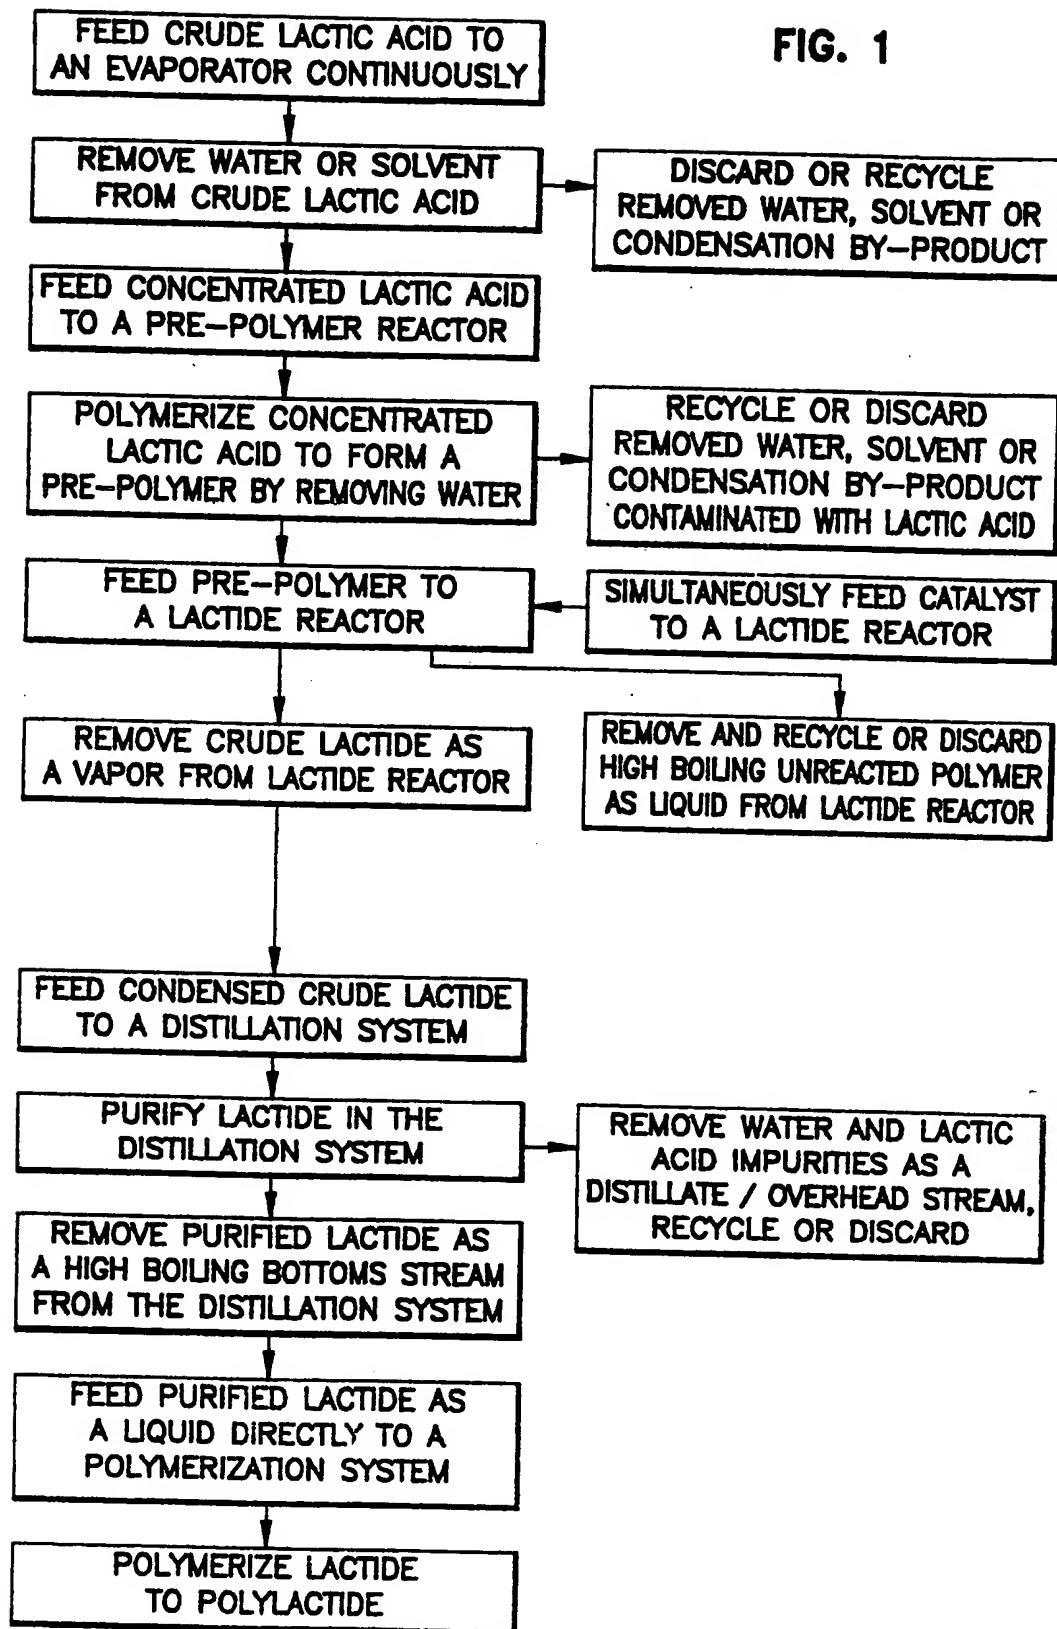 FIG. 1
FEED CRUDE LACTIC ACID TO
AN EVAPORATOR CONTINUOUSLY
REMOVE WATER OR SOLVENT
FROM CRUDE LACTIC ACID
DISCARD OR RECYCLE
REMOVED WATER, SOLVENT OR
CONDENSATION BY-PRODUCT
FEED CONCENTRATED LACTIC ACID
TO A PRE-POLYMER REACTOR
POLYMERIZE CONCENTRATED
LACTIC ACID TO FORM A
PRE-POLYMER BY REMOVING WATER
RECYCLE OR DISCARD
REMOVED WATER, SOLVENT OR
CONDENSATION BY-PRODUCT
CONTAMINATED WITH LACTIC ACID
FEED PRE-POLYMER TO
A LACTIDE REACTOR
SIMULTANEOUSLY FEED CATALYST
TO A LACTIDE REACTOR
REMOVE CRUDE LACTIDE AS
A VAPOR FROM LACTIDE REACTOR
REMOVE AND RECYCLE OR DISCARD
HIGH BOILING UNREACTED POLYMER
AS LIQUID FROM LACTIDE REACTOR
FEED CONDENSED CRUDE LACTIDE
TO A DISTILLATION SYSTEM
PURIFY LACTIDE IN THE
DISTILLATION SYSTEM
REMOVE WATER AND LACTIC
ACID IMPURITIES AS A
DISTILLATE / OVERHEAD STREAM,
RECYCLE OR DISCARD
REMOVE PURIFIED LACTIDE AS
A HIGH BOILING BOTTOMS STREAM
FROM THE DISTILLATION SYSTEM
FEED PURIFIED LACTIDE AS
A LIQUID DIRECTLY TO A
POLYMERIZATION SYSTEM
POLYMERIZE LACTIDE
TO POLYLACTIDE